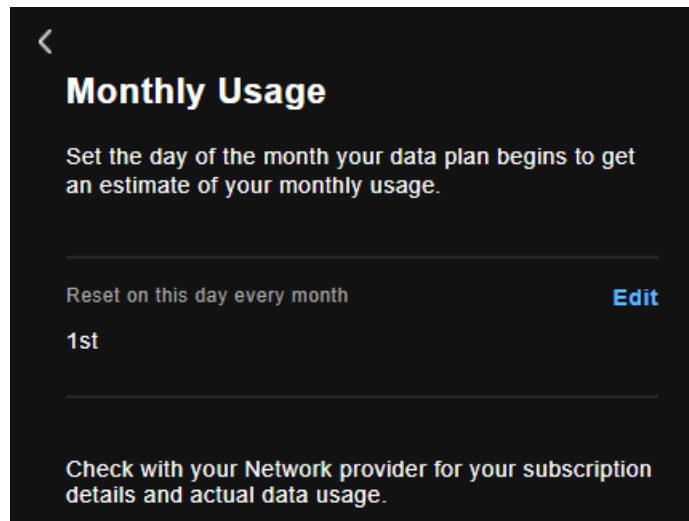 Monthly Usage
Set the day of the month your data plan begins to get
an estimate of your monthly usage.
Reset on this day every month
Edit
1st
Check with your Network provider for your subscription
details and actual data usage.